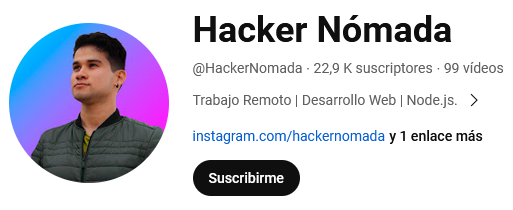 Hacker Nómada
@HackerNomada · 22,9 K suscriptores · 99 vídeos
Trabajo Remoto | Desarrollo Web | Node.js.
instagram.com/hackernomada y 1 enlace más
Suscribirme